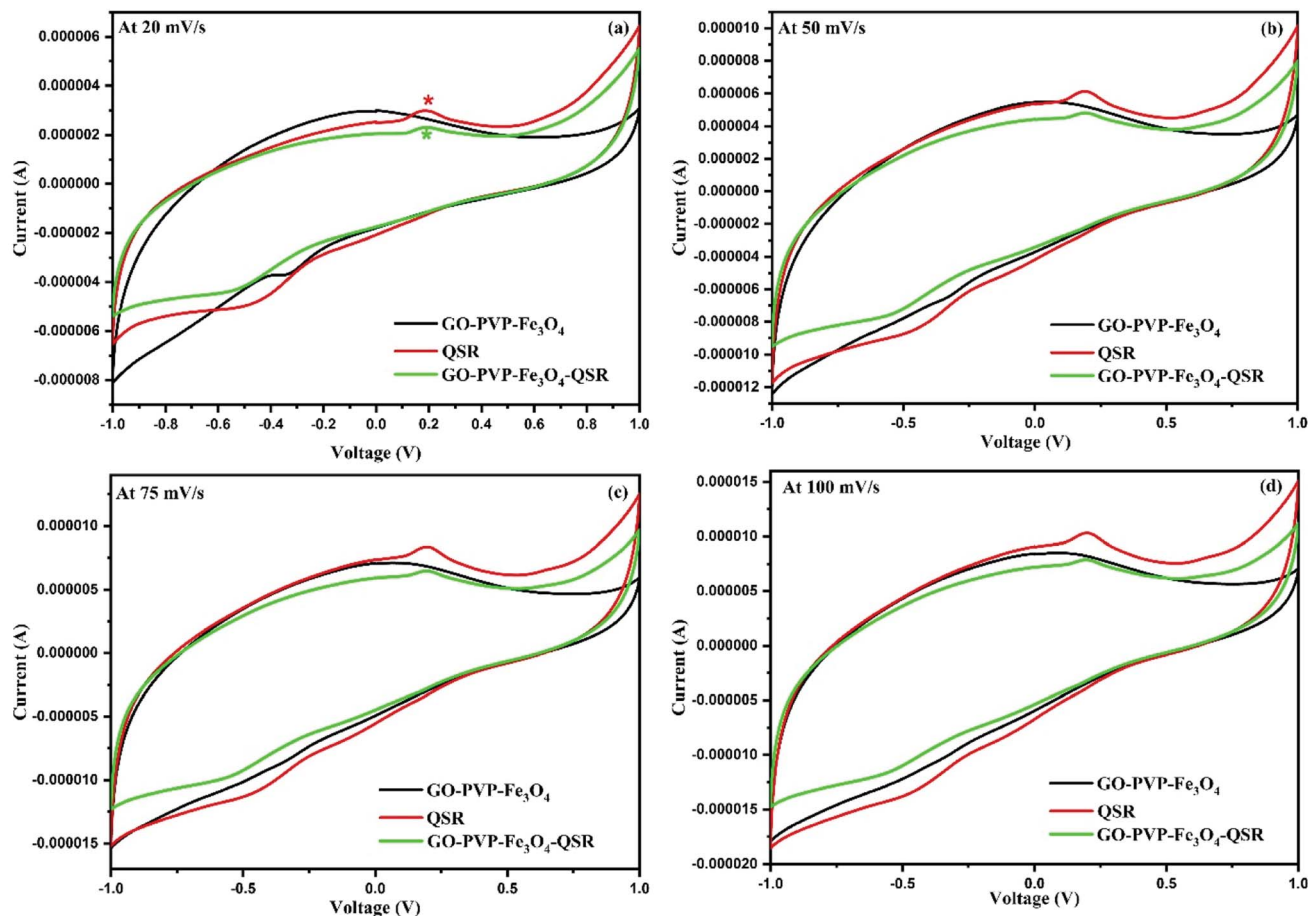 At 20 mV/s
(a)
0.000006
0.000004
0.000002
0.000000
-0.000002
-0.000004
-0.000006
-0.000008
Current (A)
*
*
GO-PVP-Fe₃O₄
QSR
GO-PVP-Fe₃O₄-QSR
-1.0 -0.8 -0.6 -0.4 -0.2 0.0 0.2 0.4 0.6 0.8 1.0
Voltage (V)
At 50 mV/s
(b)
0.000010
0.000008
0.000006
0.000004
0.000002
0.000000
-0.000002
-0.000004
-0.000006
-0.000008
-0.000010
-0.000012
Current (A)
GO-PVP-Fe₃O₄
QSR
GO-PVP-Fe₃O₄-QSR
-1.0 -0.5 0.0 0.5 1.0
Voltage (V)
At 75 mV/s
(c)
0.000010
0.000005
0.000000
-0.000005
-0.000010
-0.000015
Current (A)
GO-PVP-Fe₃O₄
QSR
GO-PVP-Fe₃O₄-QSR
-1.0 -0.5 0.0 0.5 1.0
Voltage (V)
At 100 mV/s
(d)
0.000015
0.000010
0.000005
0.000000
-0.000005
-0.000010
-0.000015
-0.000020
Current (A)
GO-PVP-Fe₃O₄
QSR
GO-PVP-Fe₃O₄-QSR
-1.0 -0.5 0.0 0.5 1.0
Voltage (V)